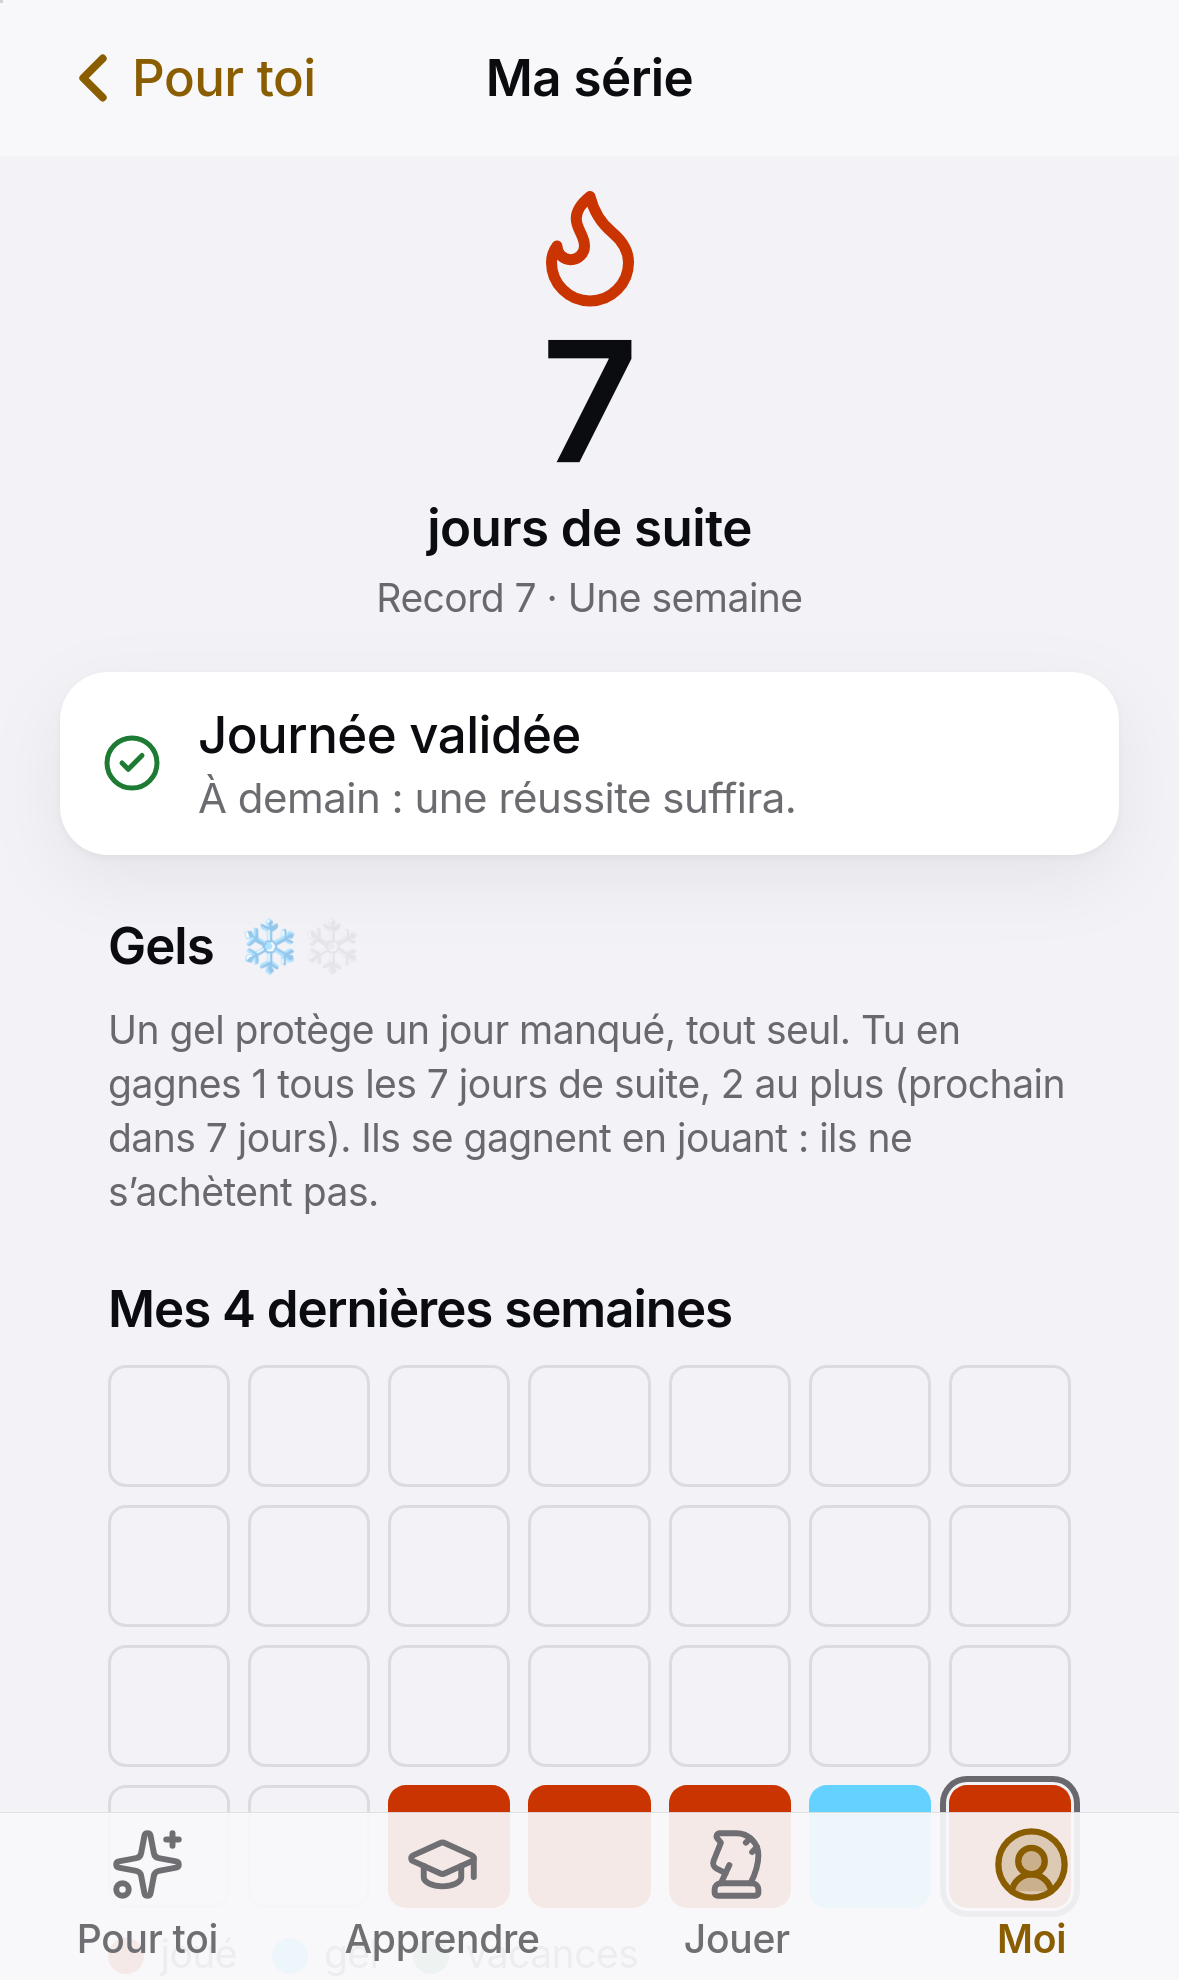 Pour toi
Ma série
7
jours de suite
Record 7 · Une semaine
Journée validée
À demain : une réussite suffira.
Gels
Un gel protège un jour manqué, tout seul. Tu en
gagnes 1 tous les 7 jours de suite, 2 au plus (prochain
dans 7 jours). Ils se gagnent en jouant : ils ne
s’achètent pas.
Mes 4 dernières semaines
Pour toi
Apprendre
Jouer
Moi
joué
gel
vacances